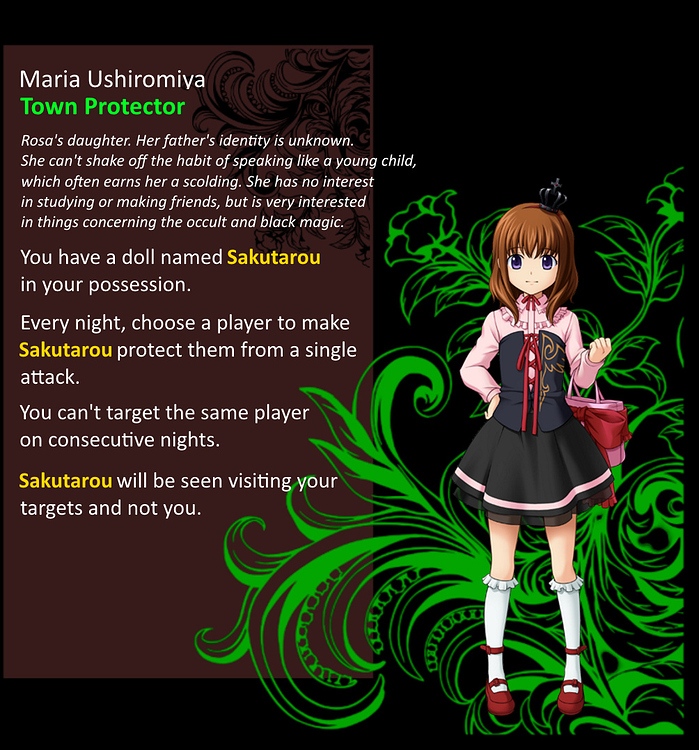 Maria Ushiromiya
Town Protector
Rosa's daughter. Her father's identity is unknown.
She can't shake off the habit of speaking like a young child,
which often earns her a scolding. She has no interest
in studying or making friends, but is very interested
in things concerning the occult and black magic.
You have a doll named Sakutarou
in your possession.
Every night, choose a player to make
Sakutarou protect them from a single
attack.
You can't target the same player
on consecutive nights.
Sakutarou will be seen visiting your
targets and not you.